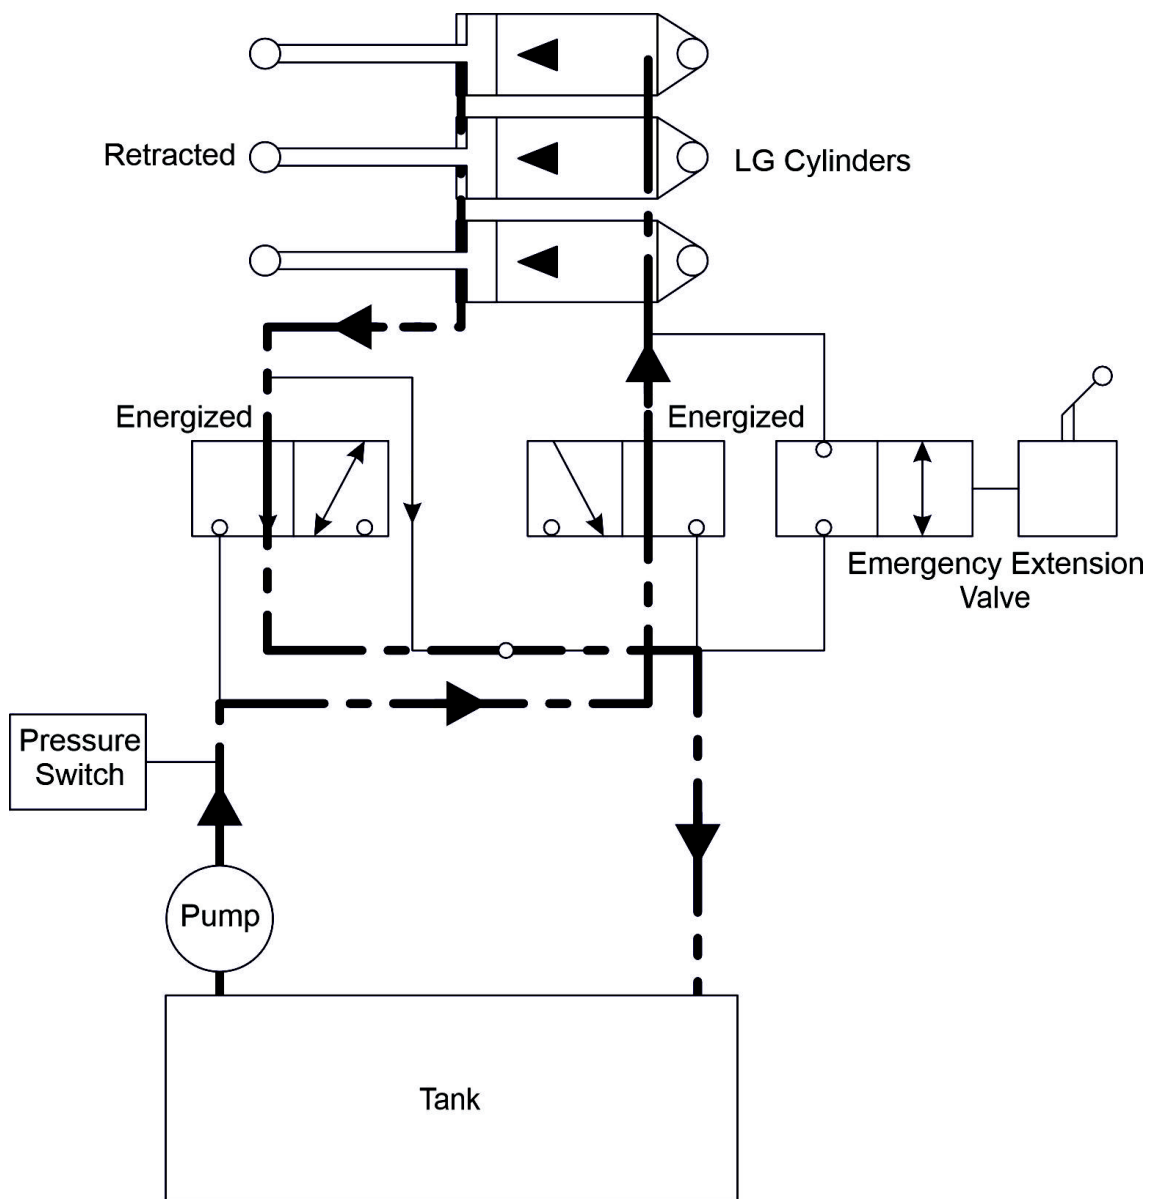 Retracted
LG Cylinders
Energized
Energized
Emergency Extension
Valve
Pressure
Switch
Pump
Tank